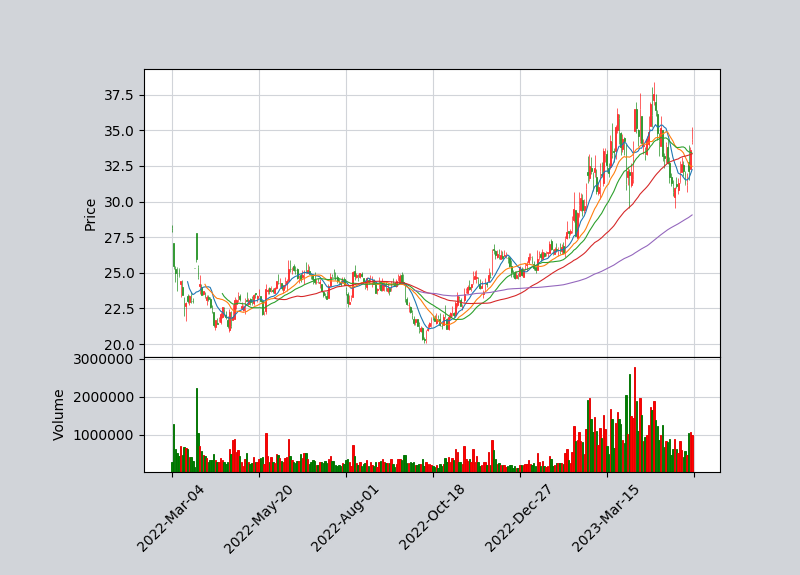 37.5
35.0
32.5
30.0
27.5
25.0
22.5
20.0
Price
3000000
2000000
1000000
Volume
2022-Mar-04
2022-May-20
2022-Aug-01
2022-Oct-18
2022-Dec-27
2023-Mar-15